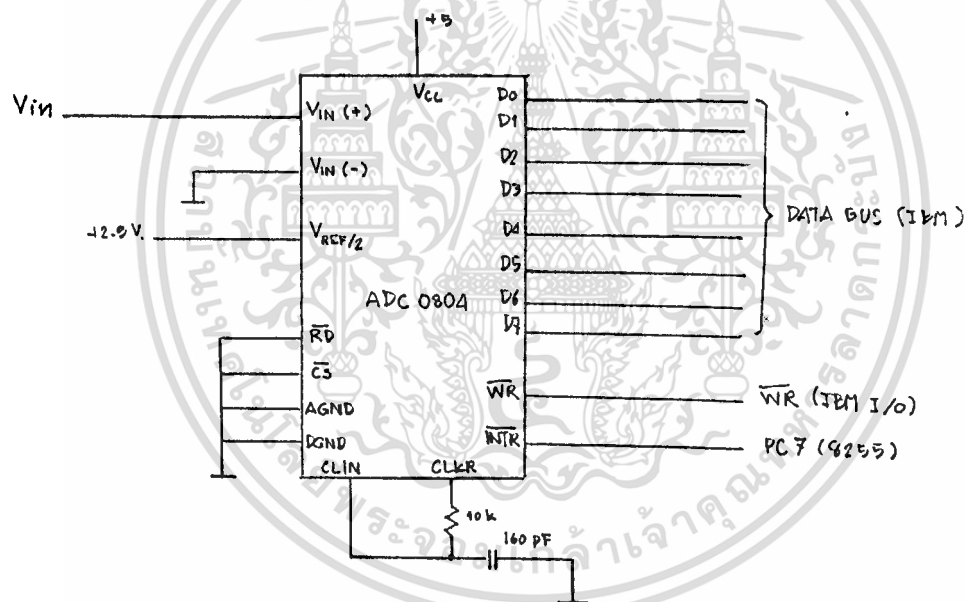 +5
Vin
VCC
VIN (+)
VIN (-)
+2.5 V.
VREF/2
ADC 0804
RD
CS
AGND
DGND
CLIN
CLKR
D0
D1
D2
D3
D4
D5
D6
D7
DATA BUS (IBM)
WR
WR (IBM I/O)
INTR
PC7 (8255)
10k
160 PF